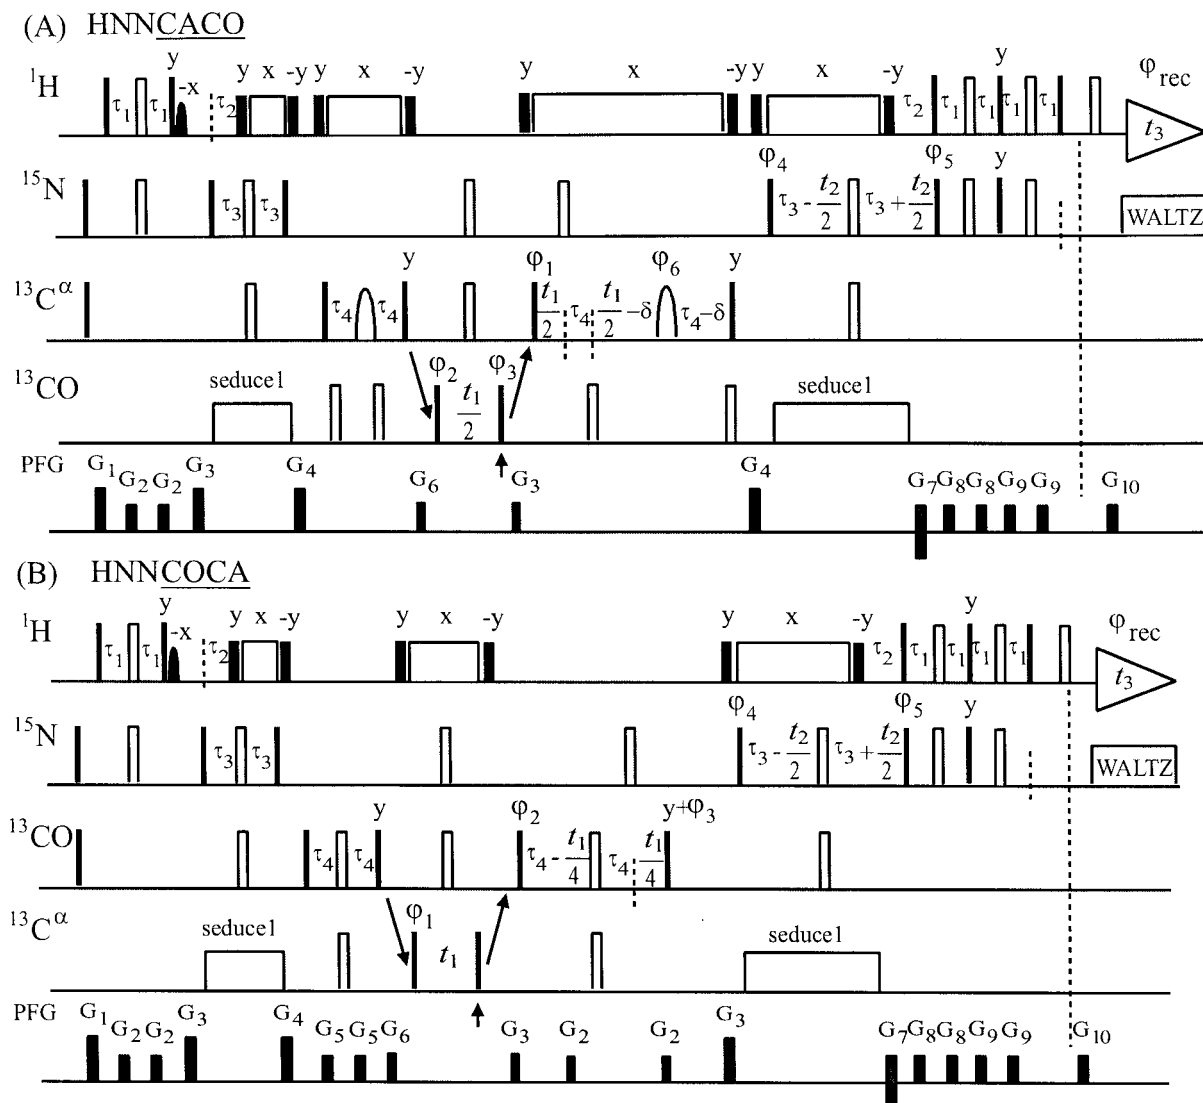 (A) HNNCACO
y x -y y x -y y x -y y x -y y φrec
¹H τ1 τ1 y -x τ2 τ2 τ1 τ1 τ1 τ1 t3
¹⁵N τ3 τ3 φ4 τ3 - t2/2 τ3 + t2/2 φ5 y WALTZ
¹³Cα τ4 τ4 y φ1 t1/2 τ4 t1/2 -δ φ6 τ4 -δ y
¹³CO seduce1 φ2 t1/2 φ3 seduce1
PFG G1 G2 G2 G3 G4 G6 G3 G4 G7 G8 G8 G9 G9 G10
(B) HNNCOCA
y x -y y x -y y x -y y φrec
¹H τ1 τ1 y -x τ2 τ2 τ1 τ1 τ1 τ1 t3
¹⁵N τ3 τ3 φ4 τ3 - t2/2 τ3 + t2/2 φ5 y WALTZ
¹³CO τ4 τ4 y φ2 τ4 - t1/4 τ4 t1/4 y+φ3
¹³Cα seduce1 φ1 t1 seduce1
PFG G1 G2 G2 G3 G4 G5 G5 G6 G3 G2 G2 G3 G7 G8 G8 G9 G9 G10